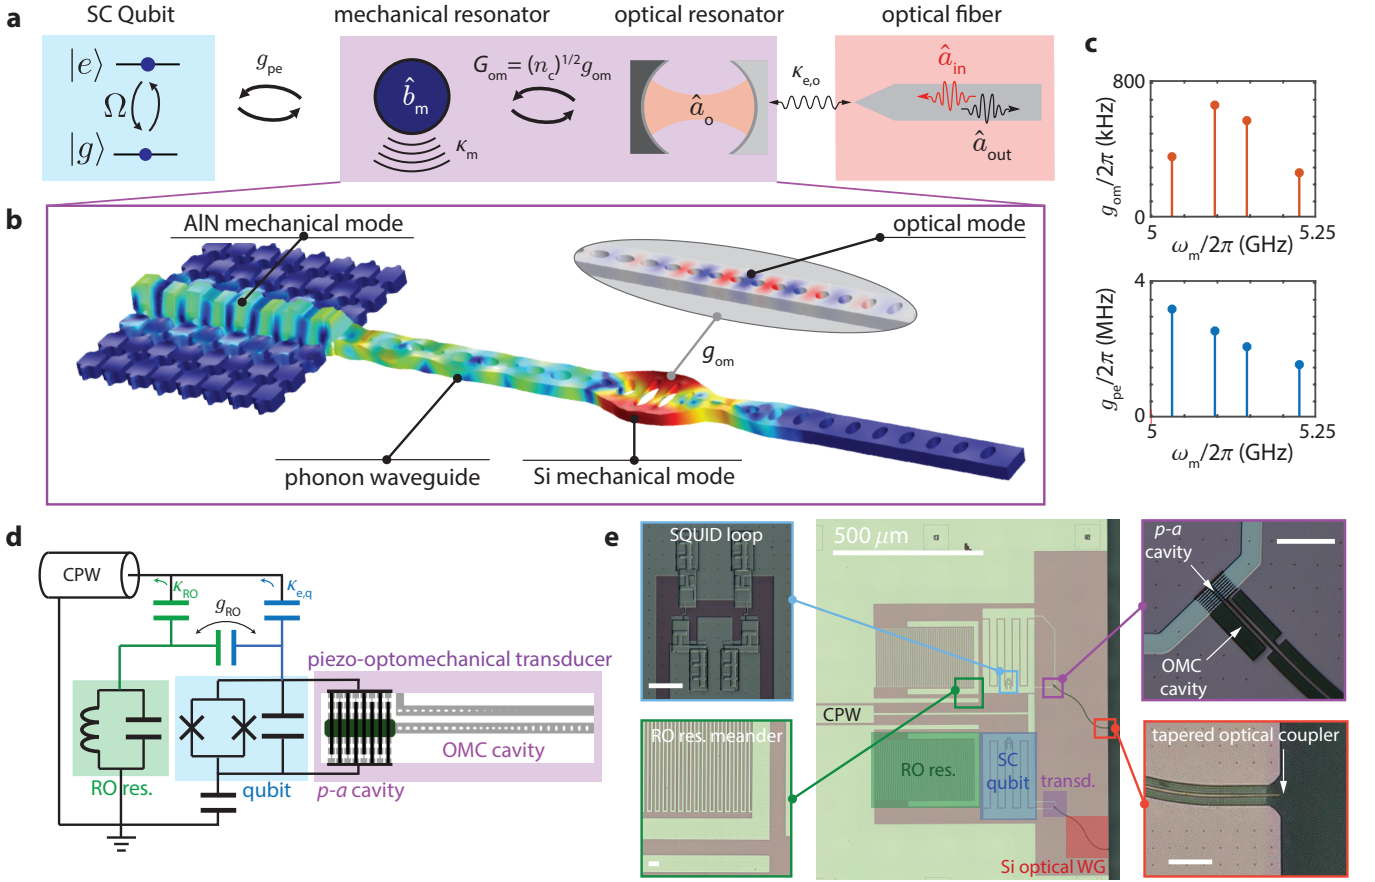 a
SC Qubit
mechanical resonator
optical resonator
optical fiber
|e⟩
Ω
|g⟩
g_pe
b̂_m
κ_m
G_om = (n_c)^1/2 g_om
â_o
κ_e,o
â_in
â_out
b
AlN mechanical mode
optical mode
g_om
phonon waveguide
Si mechanical mode
c
800
0
g_om/2π (kHz)
5
5.25
ω_m/2π (GHz)
4
0
g_pe/2π (MHz)
5
5.25
ω_m/2π (GHz)
d
CPW
κ_RO
g_RO
κ_e,q
piezo-optomechanical transducer
OMC cavity
RO res.
qubit
p-a cavity
e
SQUID loop
500 μm
p-a
cavity
OMC
cavity
CPW
RO res. meander
RO res.
SC
qubit
transd.
Si optical WG
tapered optical coupler